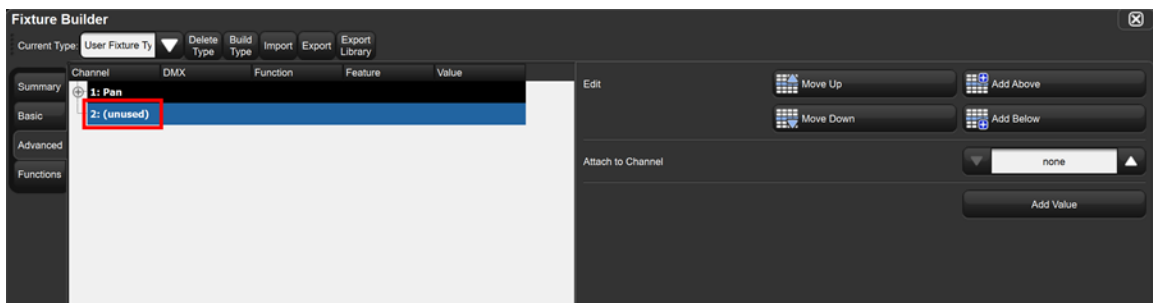 Fixture Builder
Current Type: User Fixture Ty Delete Type Build Type Import Export Export Library
Summary
Basic
Advanced
Functions
Channel DMX Function Feature Value
1: Pan
2: (unused)
Edit Move Up Add Above
Move Down Add Below
Attach to Channel none
Add Value